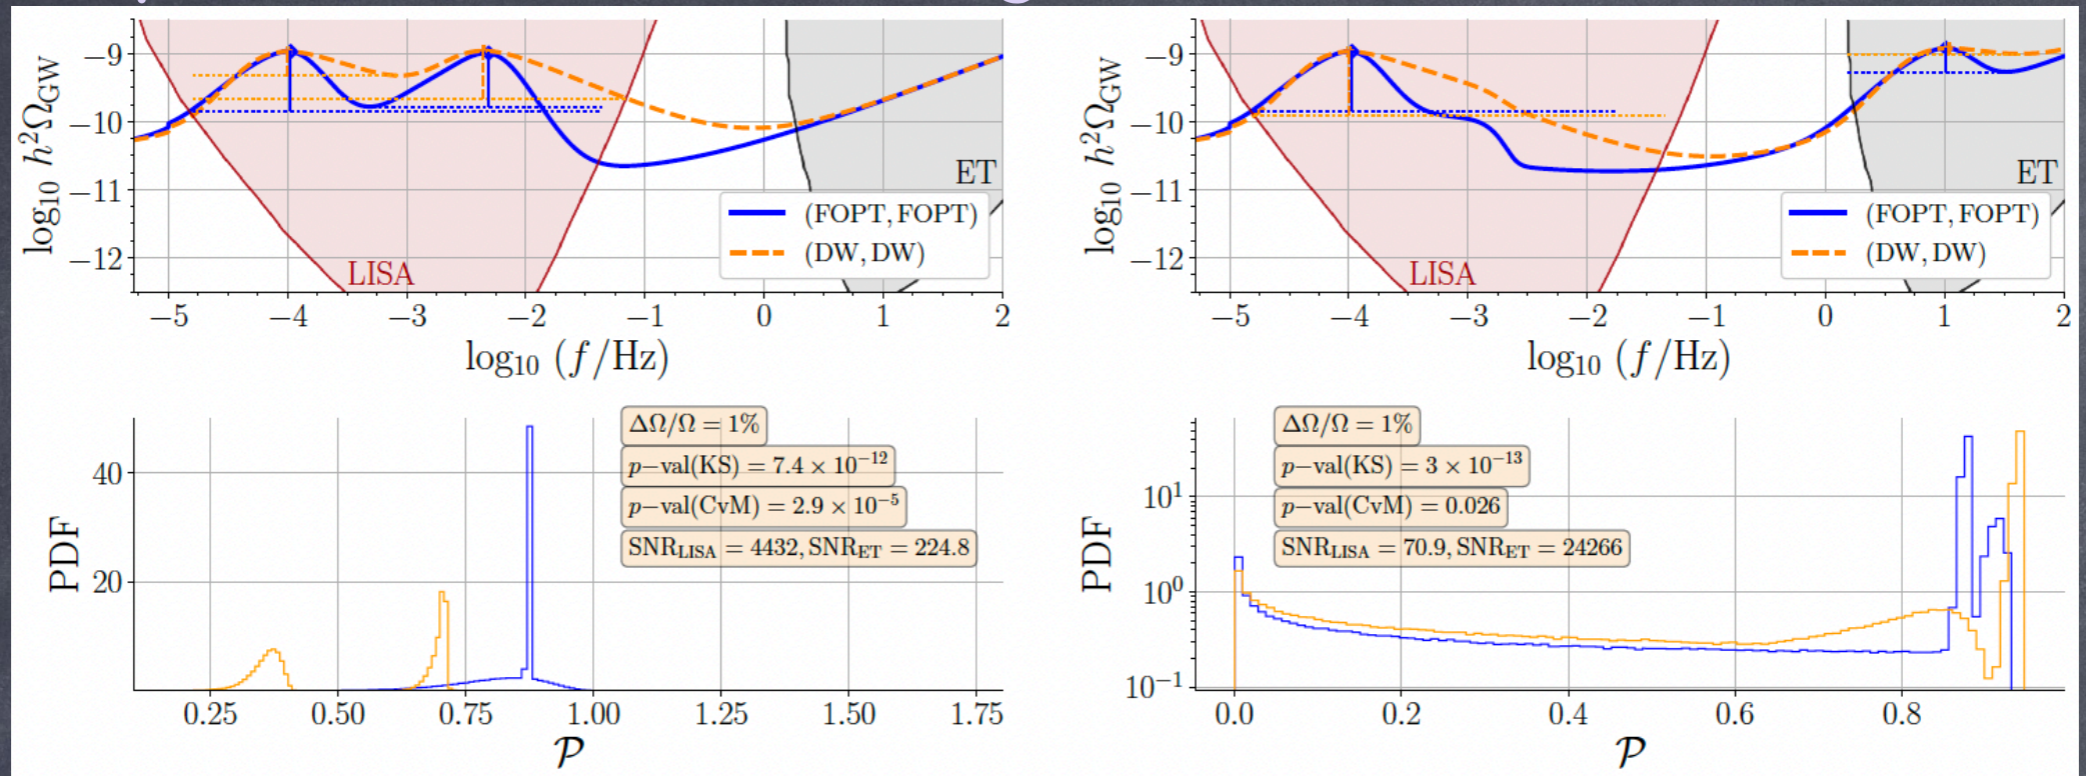 log₁₀ h²Ω_GW
−9
−10
−11
−12
LISA
ET
(FOPT, FOPT)
(DW, DW)
−5 −4 −3 −2 −1 0 1 2
log₁₀ (f/Hz)
log₁₀ h²Ω_GW
−9
−10
−11
−12
LISA
ET
(FOPT, FOPT)
(DW, DW)
−5 −4 −3 −2 −1 0 1 2
log₁₀ (f/Hz)
PDF
40
20
ΔΩ/Ω = 1%
p−val(KS) = 7.4 × 10⁻¹²
p−val(CvM) = 2.9 × 10⁻⁵
SNR_LISA = 4432, SNR_ET = 224.8
0.25 0.50 0.75 1.00 1.25 1.50 1.75
𝒫
PDF
10¹
10⁰
10⁻¹
ΔΩ/Ω = 1%
p−val(KS) = 3 × 10⁻¹³
p−val(CvM) = 0.026
SNR_LISA = 70.9, SNR_ET = 24266
0.0 0.2 0.4 0.6 0.8
𝒫